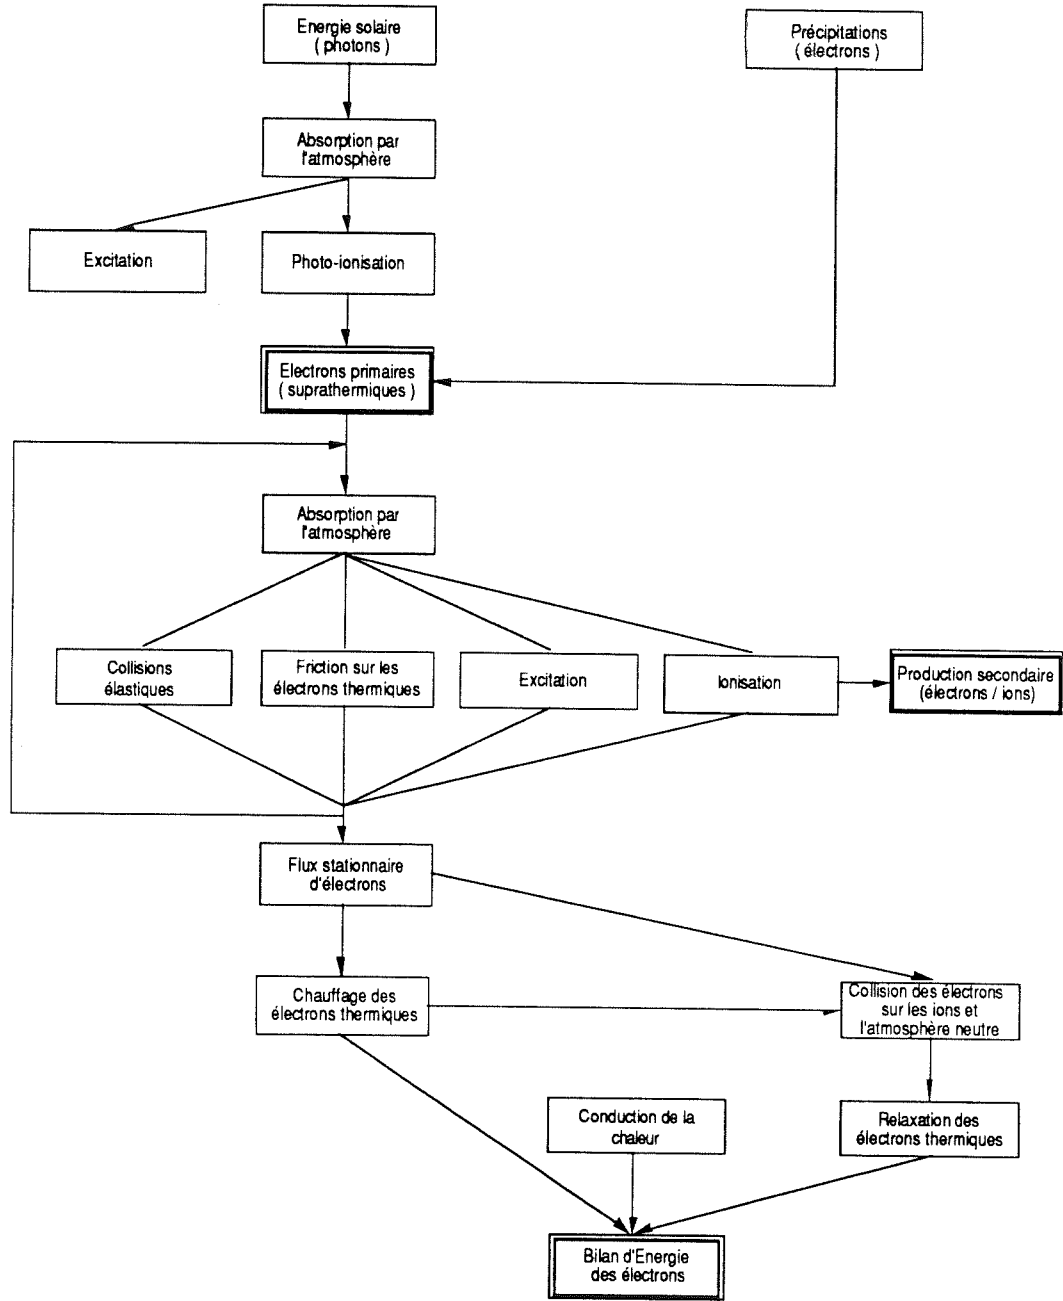 Energie solaire
( photons )
Précipitations
( électrons )
Absorption par
l'atmosphère
Excitation
Photo-ionisation
Electrons primaires
( suprathermiques )
Absorption par
l'atmosphère
Collisions
élastiques
Friction sur les
électrons thermiques
Excitation
Ionisation
Production secondaire
(électrons / ions)
Flux stationnaire
d'électrons
Chauffage des
électrons thermiques
Collision des électrons
sur les ions et
l'atmosphère neutre
Conduction de la
chaleur
Relaxation des
électrons thermiques
Bilan d'Energie
des électrons